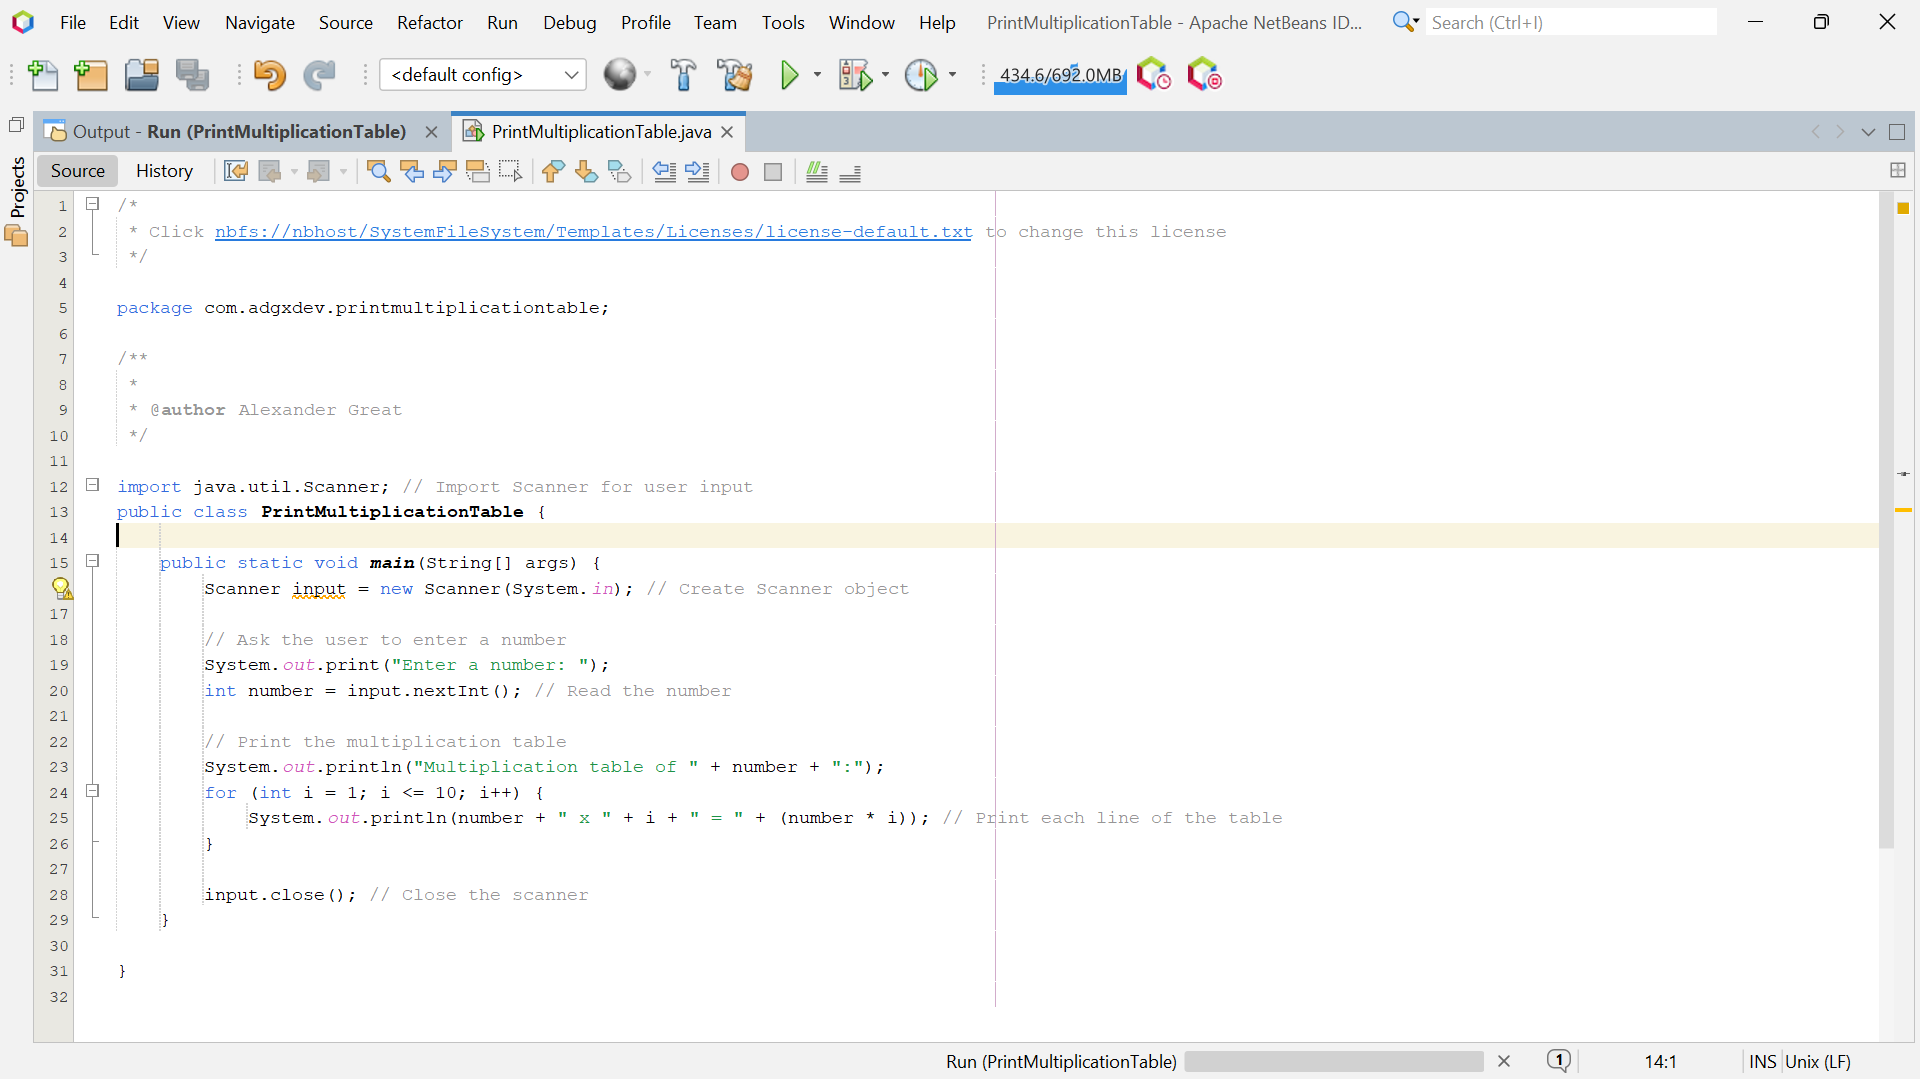 File Edit View Navigate Source Refactor Run Debug Profile Team Tools Window Help PrintMultiplicationTable - Apache NetBeans ID... Search (Ctrl+I)
<default config> 434.6/692.0MB
Output - Run (PrintMultiplicationTable) PrintMultiplicationTable.java
Source History
Projects
1 /*
2 * Click nbfs://nbhost/SystemFileSystem/Templates/Licenses/license-default.txt to change this license
3 */
4
5 package com.adgxdev.printmultiplicationtable;
6
7 /**
8 *
9 * @author Alexander Great
10 */
11
12 import java.util.Scanner; // Import Scanner for user input
13 public class PrintMultiplicationTable {
14
15 public static void main(String[] args) {
Scanner input = new Scanner(System.in); // Create Scanner object
17
18 // Ask the user to enter a number
19 System.out.print("Enter a number: ");
20 int number = input.nextInt(); // Read the number
21
22 // Print the multiplication table
23 System.out.println("Multiplication table of " + number + ":");
24 for (int i = 1; i <= 10; i++) {
25 System.out.println(number + " x " + i + " = " + (number * i)); // Print each line of the table
26 }
27
28 input.close(); // Close the scanner
29 }
30
31 }
32
Run (PrintMultiplicationTable) 1 14:1 INS Unix (LF)